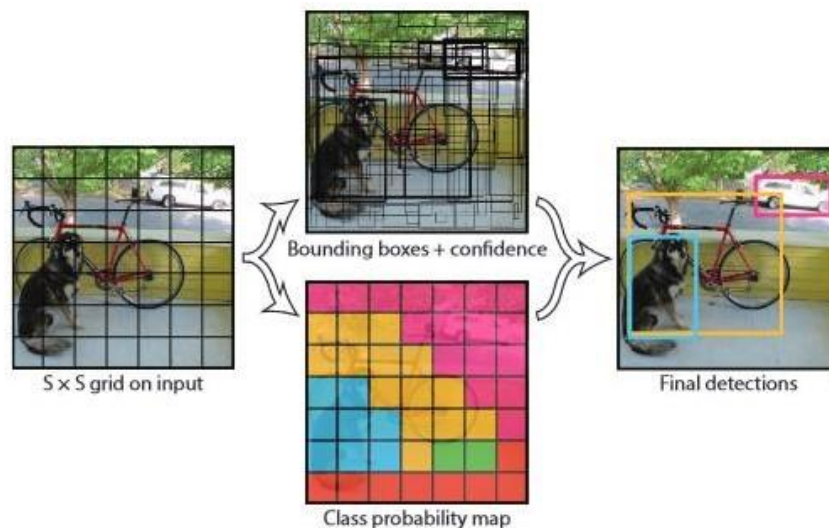 Bounding boxes + confidence
S × S grid on input
Final detections
Class probability map